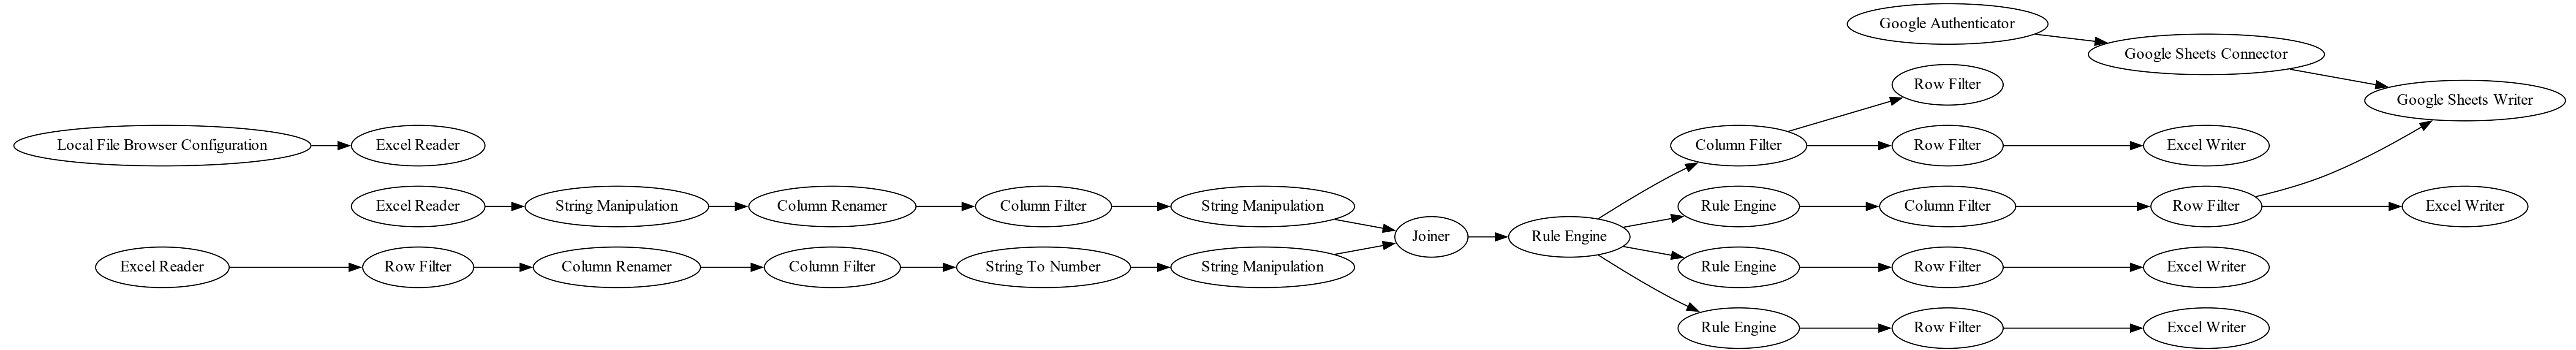 Google Authenticator
Google Sheets Connector
Row Filter
Google Sheets Writer
Local File Browser Configuration
Excel Reader
Column Filter
Row Filter
Excel Writer
Excel Reader
String Manipulation
Column Renamer
Column Filter
String Manipulation
Rule Engine
Column Filter
Row Filter
Excel Writer
Joiner
Rule Engine
Excel Reader
Row Filter
Column Renamer
Column Filter
String To Number
String Manipulation
Rule Engine
Row Filter
Excel Writer
Rule Engine
Row Filter
Excel Writer